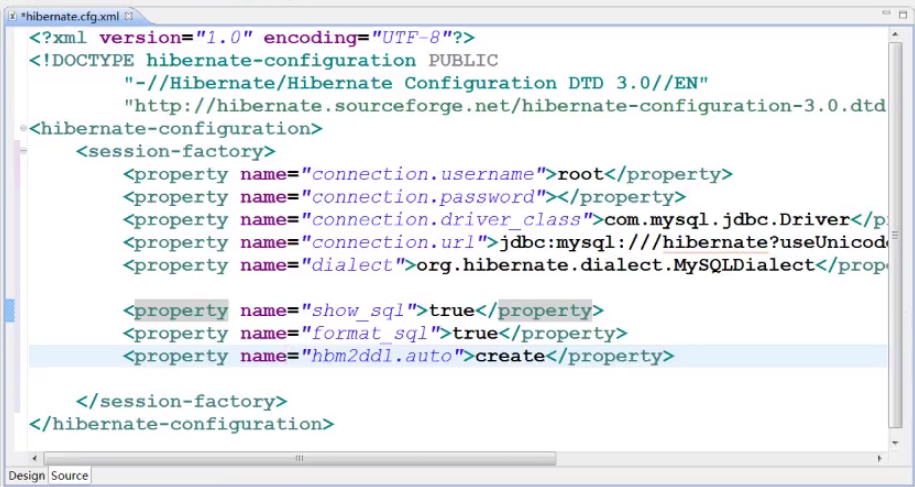 *hibernate.cfg.xml
<?xml version="1.0" encoding="UTF-8"?>
<!DOCTYPE hibernate-configuration PUBLIC
"-//Hibernate/Hibernate Configuration DTD 3.0//EN"
"http://hibernate.sourceforge.net/hibernate-configuration-3.0.dtd
<hibernate-configuration>
<session-factory>
<property name="connection.username">root</property>
<property name="connection.password"></property>
<property name="connection.driver_class">com.mysql.jdbc.Driver</p
<property name="connection.url">jdbc:mysql:///hibernate?useUnicod
<property name="dialect">org.hibernate.dialect.MySQLDialect</prop
<property name="show_sql">true</property>
<property name="format_sql">true</property>
<property name="hbm2ddl.auto">create</property>
</session-factory>
</hibernate-configuration>
Design Source